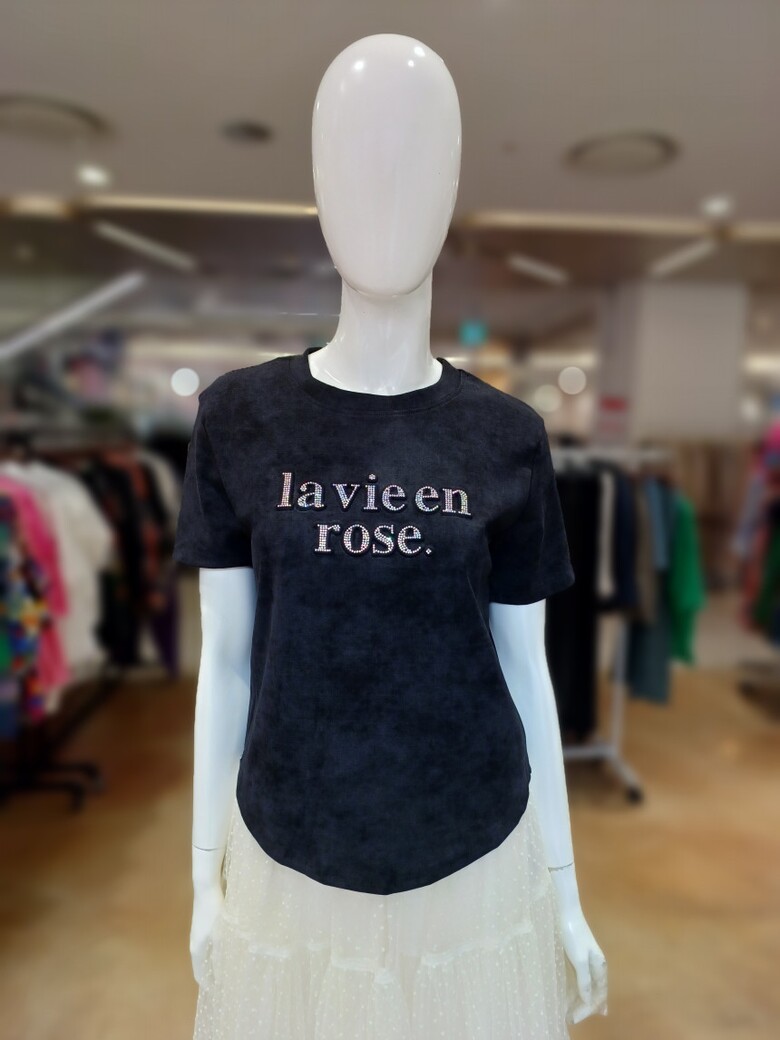 la vie en
rose.